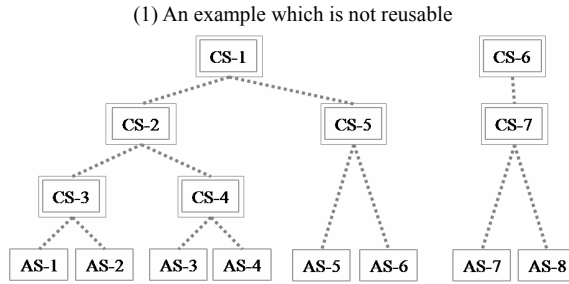 (1) An example which is not reusable
CS-1 CS-6
CS-2 CS-5 CS-7
CS-3 CS-4
AS-1 AS-2 AS-3 AS-4 AS-5 AS-6 AS-7 AS-8